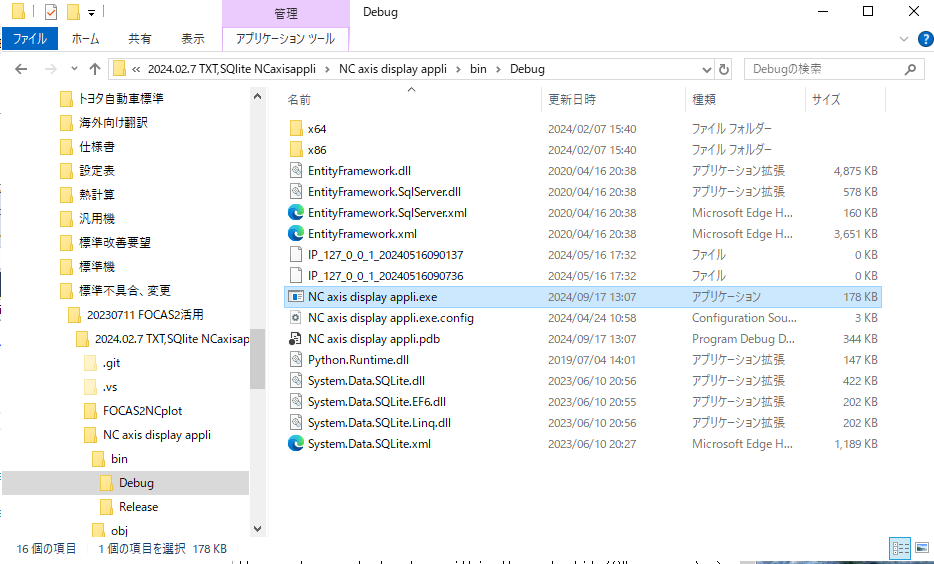 管理
Debug
ファイル
ホーム
共有
表示
アプリケーション ツール
« 2024.02.7 TXT,SQlite NCaxisappli › NC axis display appli › bin › Debug
Debugの検索
トヨタ自動車標準
海外向け翻訳
仕様書
設定表
熱計算
汎用機
標準改善要望
標準機
標準不具合、変更
20230711 FOCAS2活用
2024.02.7 TXT,SQlite NCaxisap
.git
.vs
FOCAS2NCplot
NC axis display appli
bin
Debug
Release
obj
名前 更新日時 種類 サイズ
x64 2024/02/07 15:40 ファイル フォルダー
x86 2024/02/07 15:40 ファイル フォルダー
EntityFramework.dll 2020/04/16 20:38 アプリケーション拡張 4,875 KB
EntityFramework.SqlServer.dll 2020/04/16 20:38 アプリケーション拡張 578 KB
EntityFramework.SqlServer.xml 2020/04/16 20:38 Microsoft Edge H... 160 KB
EntityFramework.xml 2020/04/16 20:38 Microsoft Edge H... 3,651 KB
IP_127_0_0_1_20240516090137 2024/05/16 17:32 ファイル 0 KB
IP_127_0_0_1_20240516090736 2024/05/16 17:32 ファイル 0 KB
NC axis display appli.exe 2024/09/17 13:07 アプリケーション 178 KB
NC axis display appli.exe.config 2024/04/24 10:58 Configuration Sou... 3 KB
NC axis display appli.pdb 2024/09/17 13:07 Program Debug D... 344 KB
Python.Runtime.dll 2019/07/04 14:01 アプリケーション拡張 147 KB
System.Data.SQLite.dll 2023/06/10 20:56 アプリケーション拡張 422 KB
System.Data.SQLite.EF6.dll 2023/06/10 20:55 アプリケーション拡張 202 KB
System.Data.SQLite.Linq.dll 2023/06/10 20:56 アプリケーション拡張 202 KB
System.Data.SQLite.xml 2023/06/10 20:27 Microsoft Edge H... 1,189 KB
16 個の項目
1 個の項目を選択 178 KB